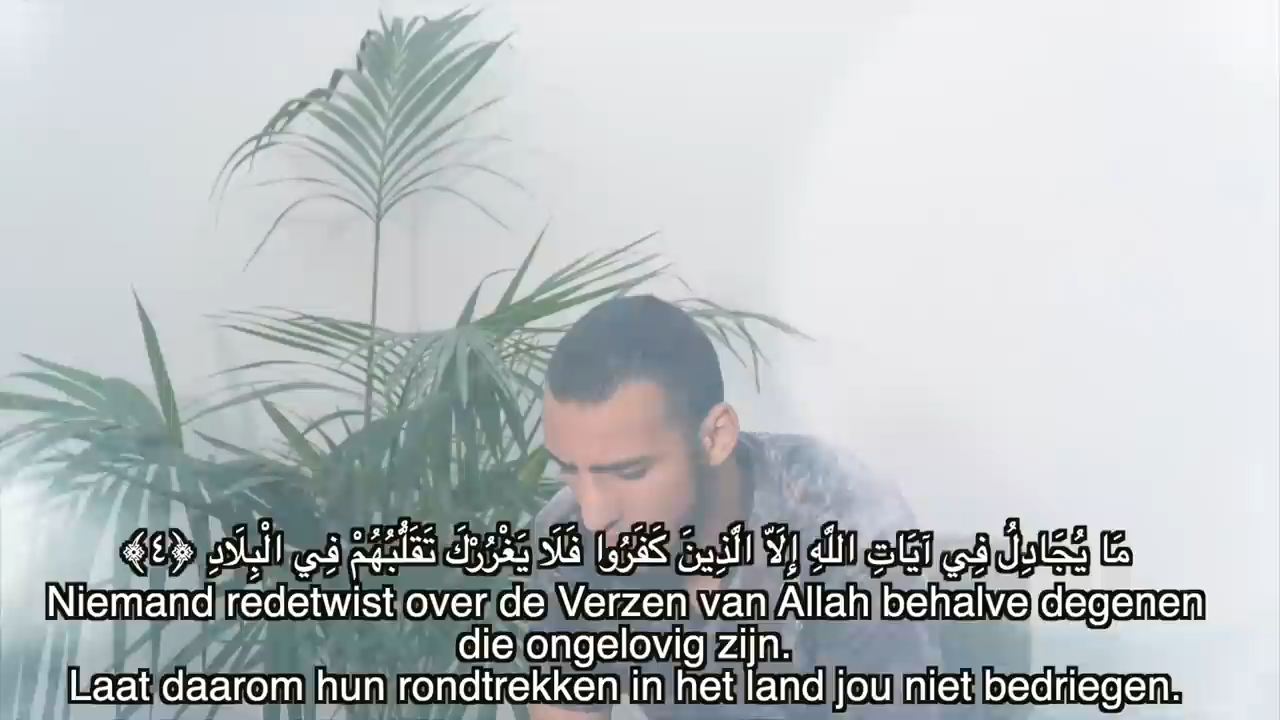 مَا يُجَادِلُ فِي آيَاتِ اللَّهِ إِلَّا الَّذِينَ كَفَرُوا فَلَا يَغْرُرْكَ تَقَلُّبُهُمْ فِي الْبِلَادِ ﴿٤﴾
Niemand redetwist over de Verzen van Allah behalve degenen
die ongelovig zijn.
Laat daarom hun rondtrekken in het land jou niet bedriegen.